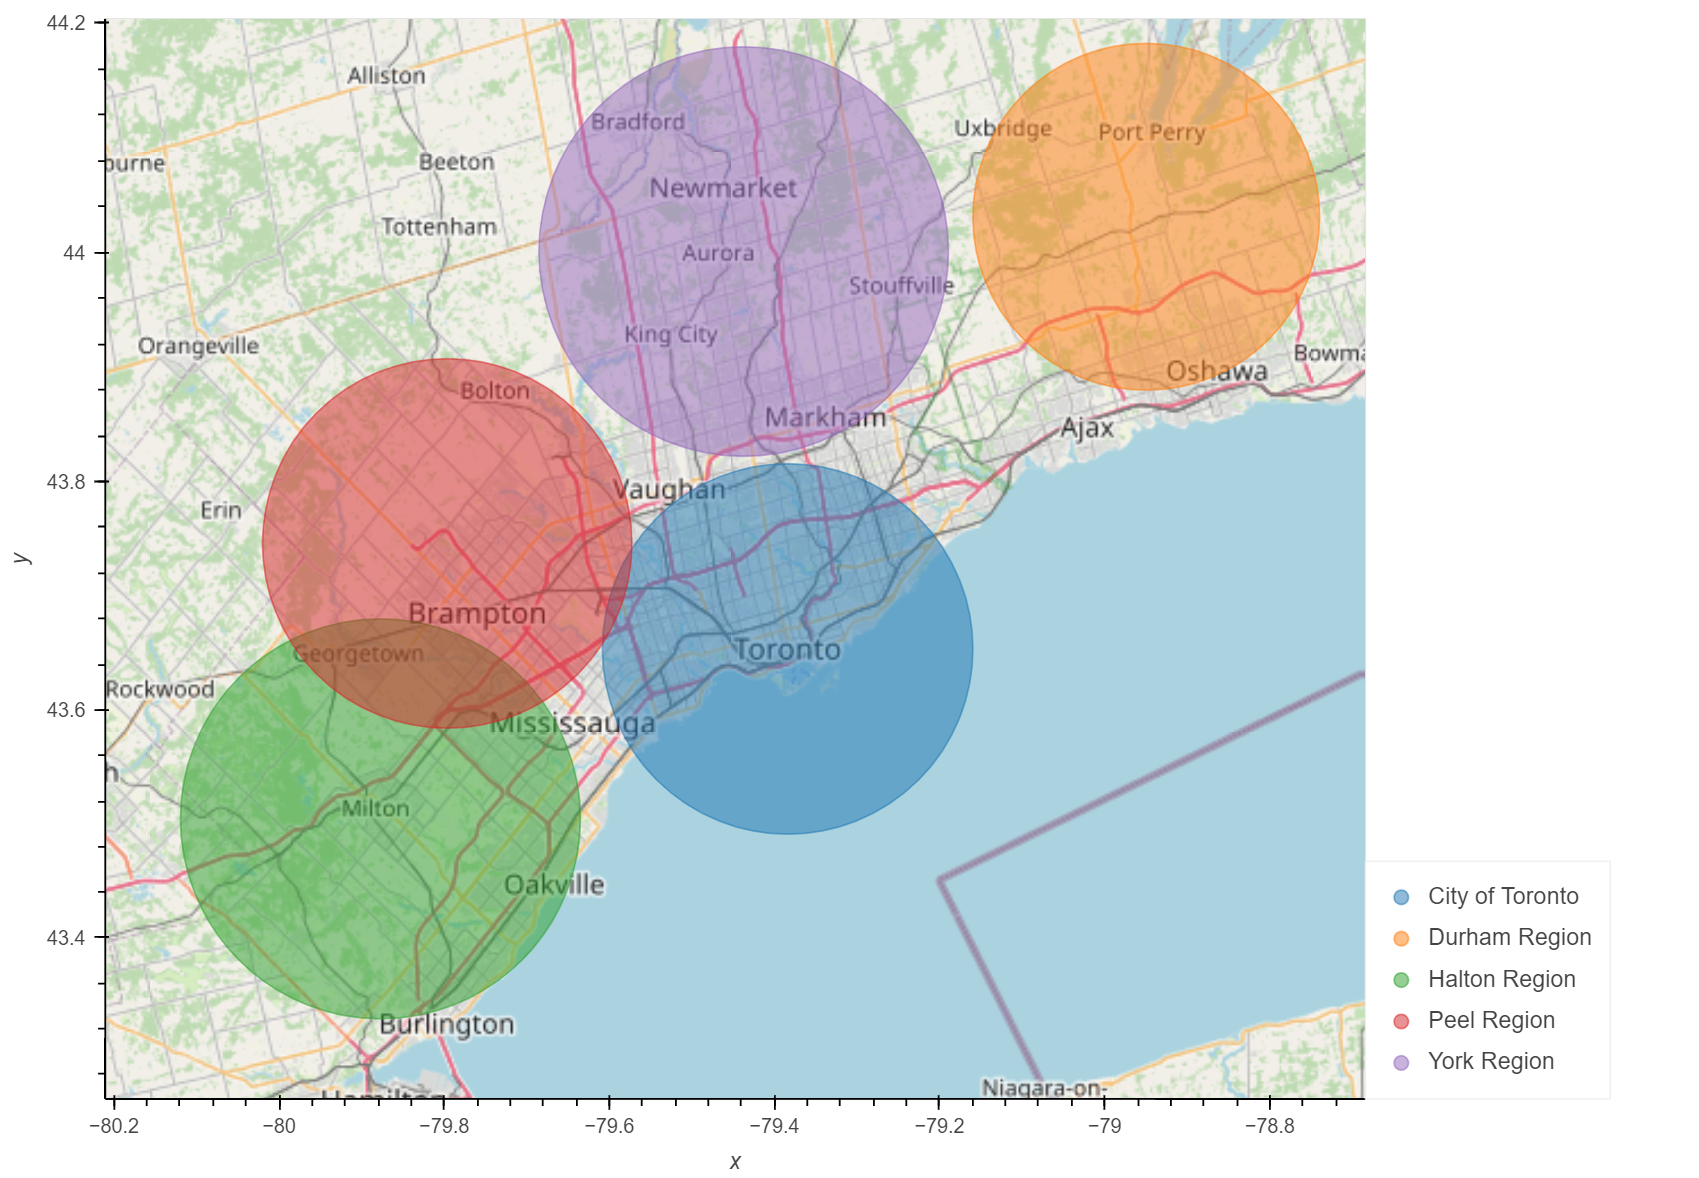 44.2
44
43.8
43.6
43.4
y
Alliston
Bradford
Uxbridge
Port Perry
ourne
Beeton
Newmarket
Tottenham
Aurora
Stouffville
King City
Orangeville
Bowma
Oshawa
Bolton
Markham
Ajax
Vaughan
Erin
Brampton
Georgetown
Toronto
Rockwood
Mississauga
h
Milton
Oakville
Burlington
Niagara-on-
Hamilton
−80.2
−80
−79.8
−79.6
−79.4
−79.2
−79
−78.8
x
City of Toronto
Durham Region
Halton Region
Peel Region
York Region